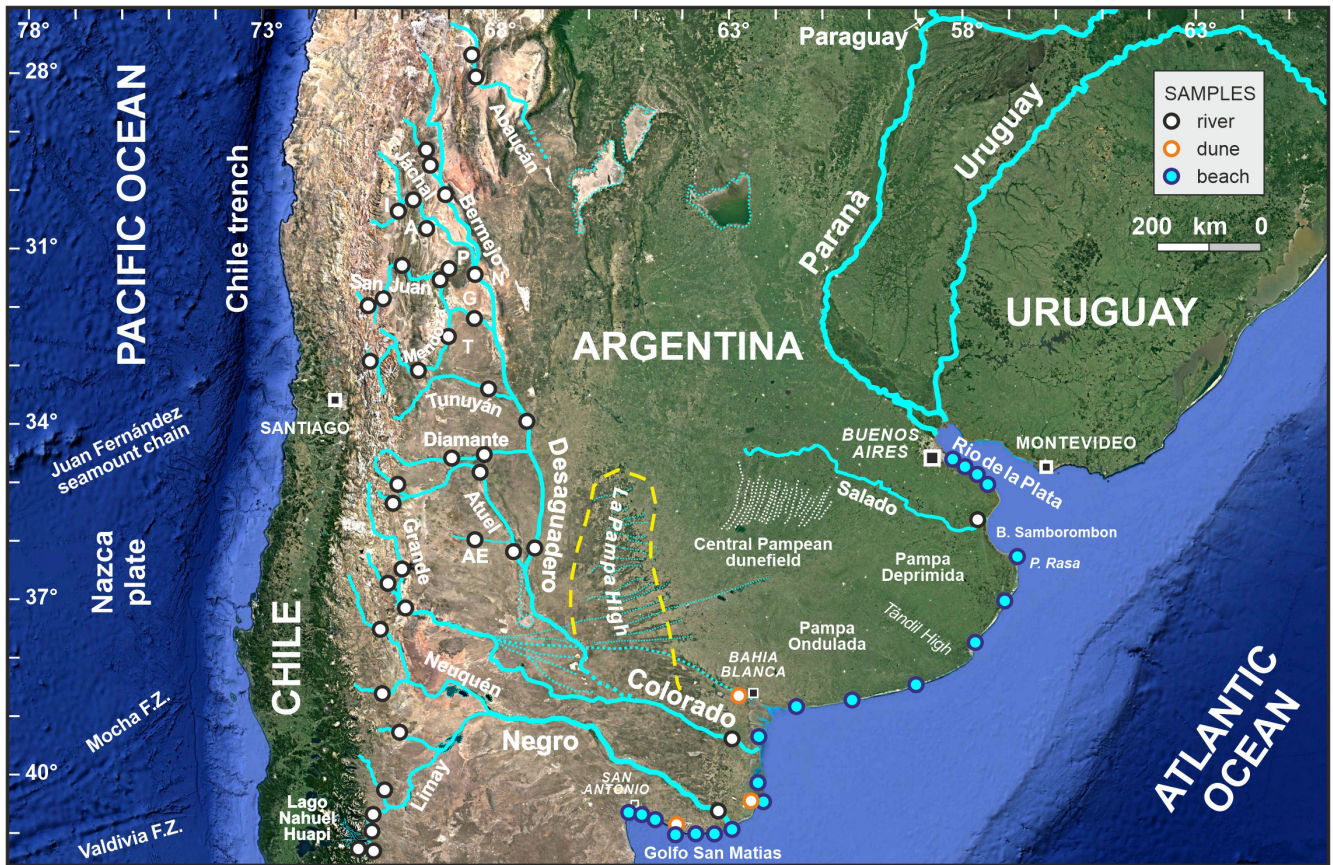 78°
73°
68°
63°
58°
63°
28°
31°
34°
37°
40°
PACIFIC OCEAN
Chile trench
Juan Fernández
seamount chain
Nazca
plate
Mocha F.Z.
Valdivia F.Z.
CHILE
SANTIAGO
Abaucán
Jáchal
Bermejo
I
A
P
N
San Juan
G
Mendoza
T
Tunuyán
Diamante
Desaguadero
Atuel
AE
Grande
Neuquén
Negro
Limay
Lago
Nahuel
Huapi
ARGENTINA
La Pampa High
Central Pampean
dunefield
Colorado
BAHIA
BLANCA
SAN
ANTONIO
Golfo San Matias
Paraguay
Paranà
Uruguay
URUGUAY
SAMPLES
river
dune
beach
200 km 0
BUENOS
AIRES
Rio de la Plata
MONTEVIDEO
Salado
B. Samborombon
P. Rasa
Pampa
Deprimida
Tándil High
Pampa
Ondulada
ATLANTIC
OCEAN